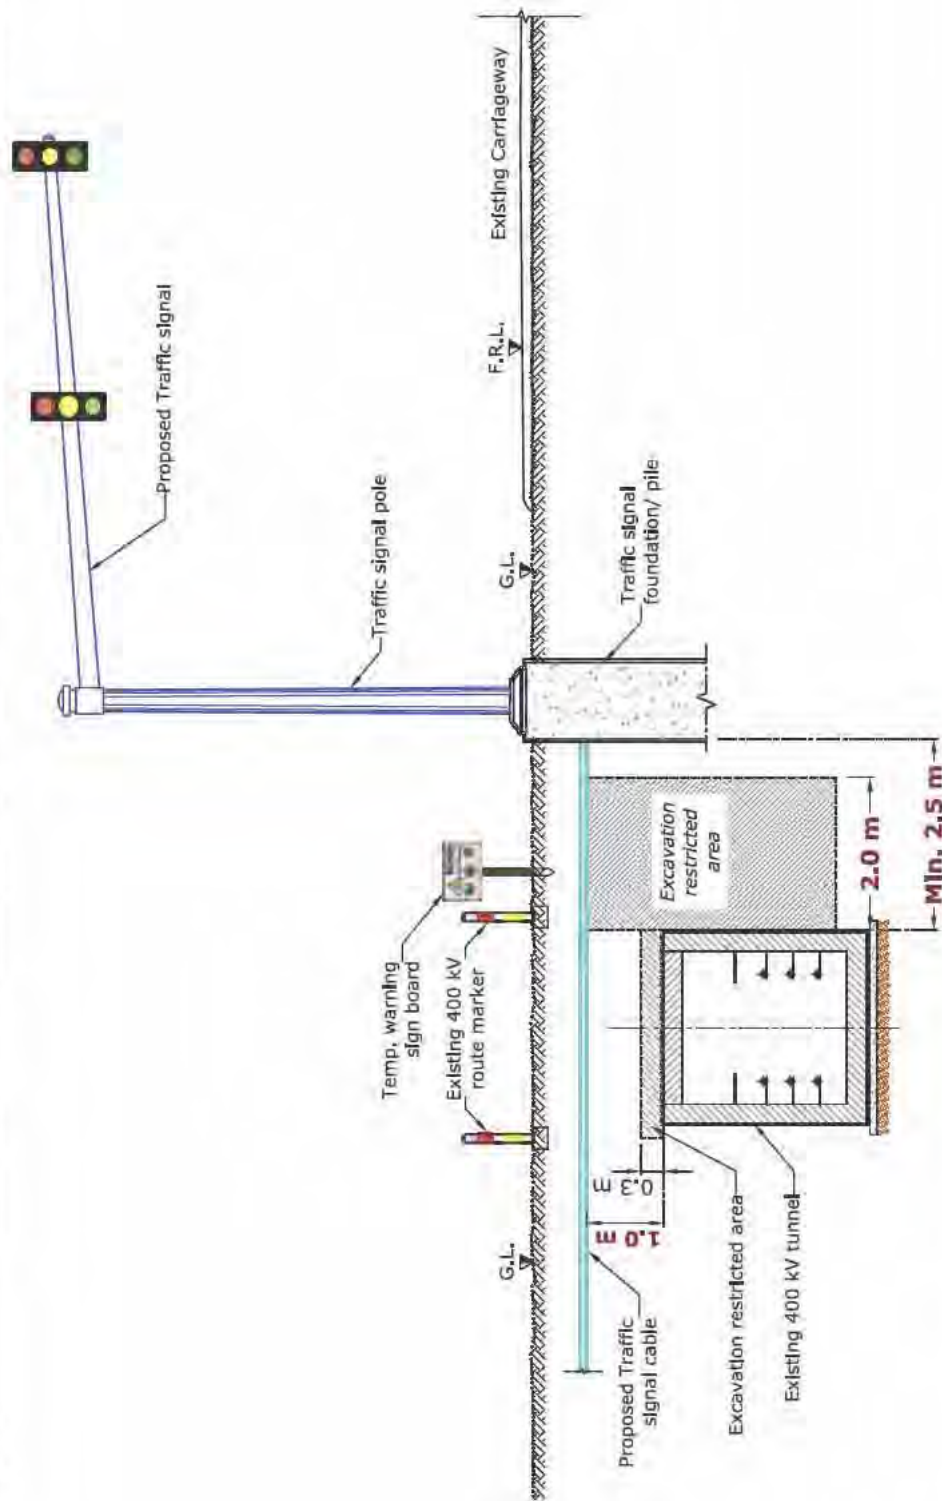 Proposed Traffic signal
Traffic signal pole
Temp. warning
sign board
Existing 400 kV
route marker
G.L.
G.L.
F.R.L.
Existing Carriageway
Proposed Traffic
signal cable
1.0 m
0.3 m
Excavation restricted area
Existing 400 kV tunnel
Excavation
restricted
area
Traffic signal
foundation/ pile
2.0 m
Min. 2.5 m